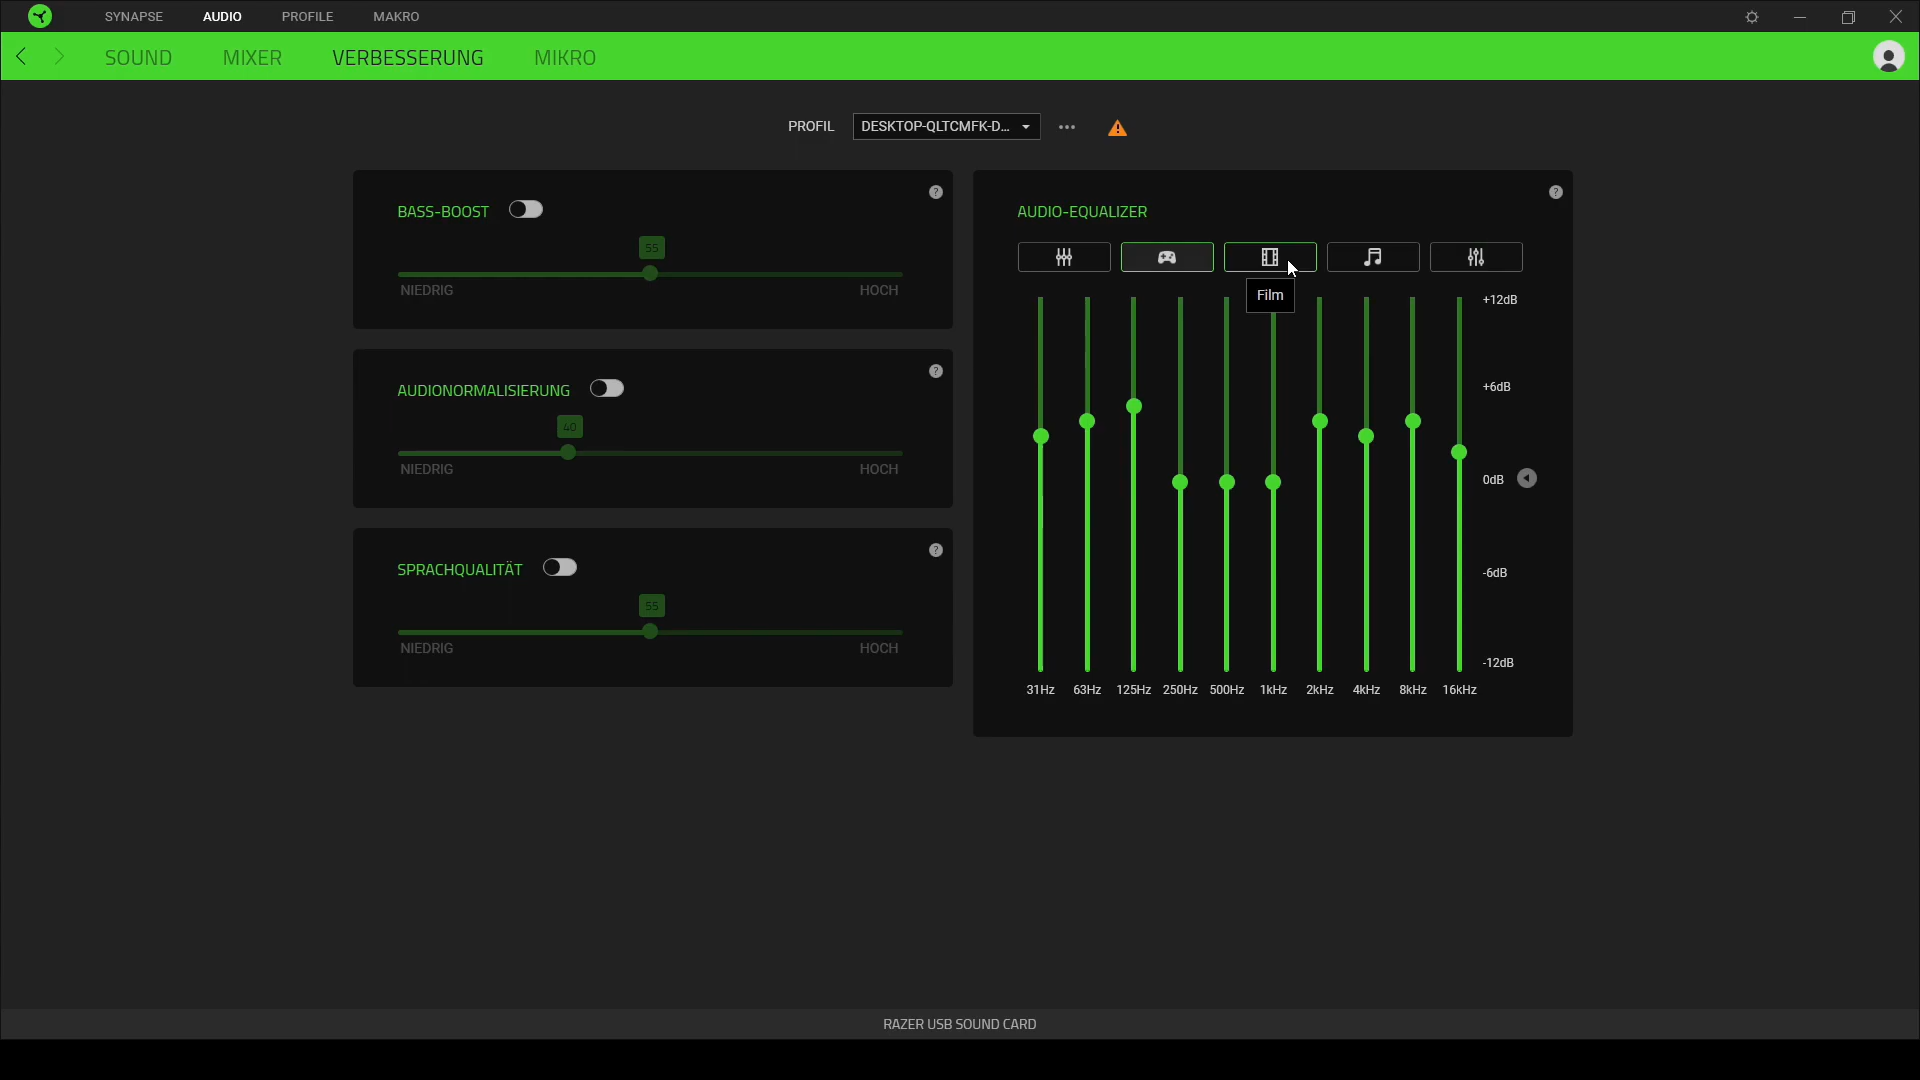 SYNAPSE AUDIO PROFILE MAKRO
SOUND MIXER VERBESSERUNG MIKRO
PROFIL DESKTOP-QLTCMFK-D...
BASS-BOOST
55
NIEDRIG HOCH
AUDIONORMALISIERUNG
40
NIEDRIG HOCH
SPRACHQUALITÄT
55
NIEDRIG HOCH
AUDIO-EQUALIZER
Film
+12dB
+6dB
0dB
-6dB
-12dB
31Hz 63Hz 125Hz 250Hz 500Hz 1kHz 2kHz 4kHz 8kHz 16kHz
RAZER USB SOUND CARD